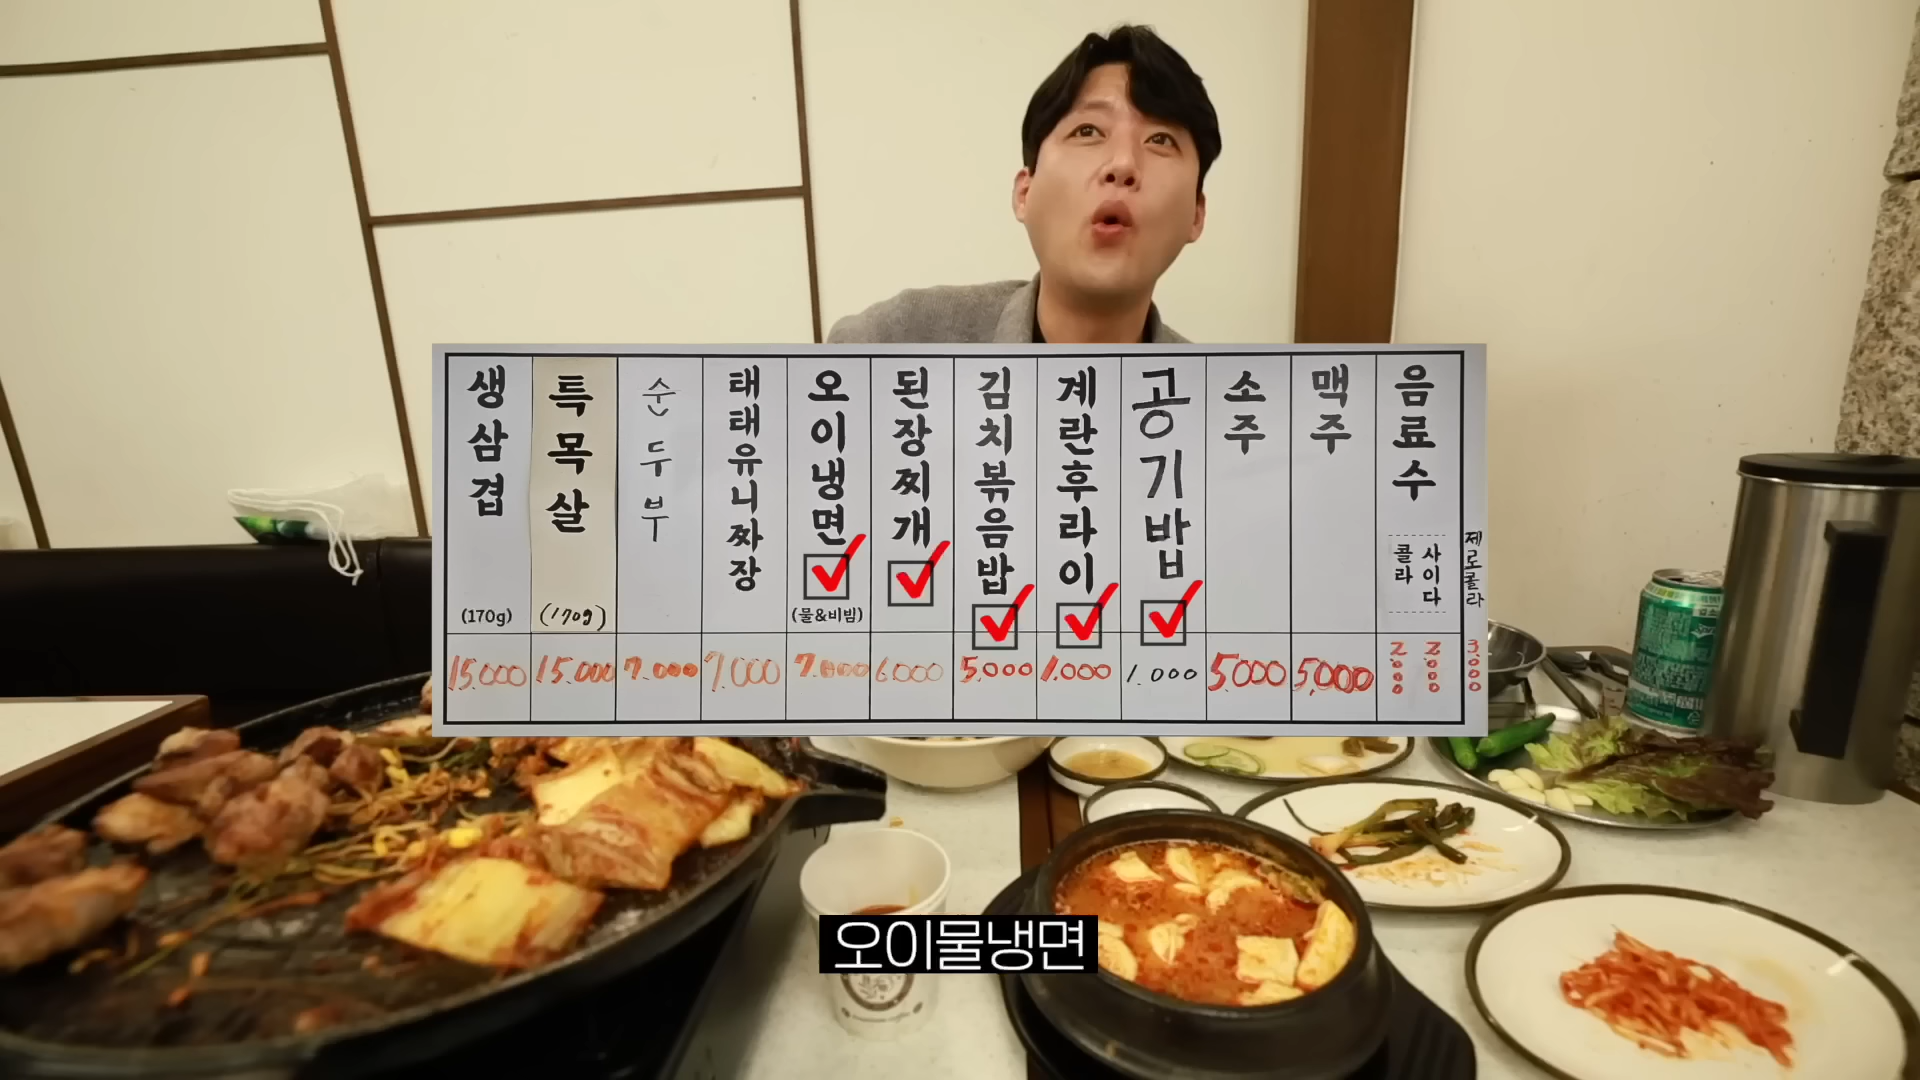 생삼겹
(170g)
15.000
특목살
(170g)
15.000
순두부
7.000
태태유니짜장
7.000
오이냉면
(물&비빔)
7.000
된장찌개
6.000
김치볶음밥
5.000
계란후라이
1.000
공기밥
1.000
소주
5.000
맥주
5,000
음료수
콜라
2.000
사이다
2.000
제로콜라
3.000
오이물냉면